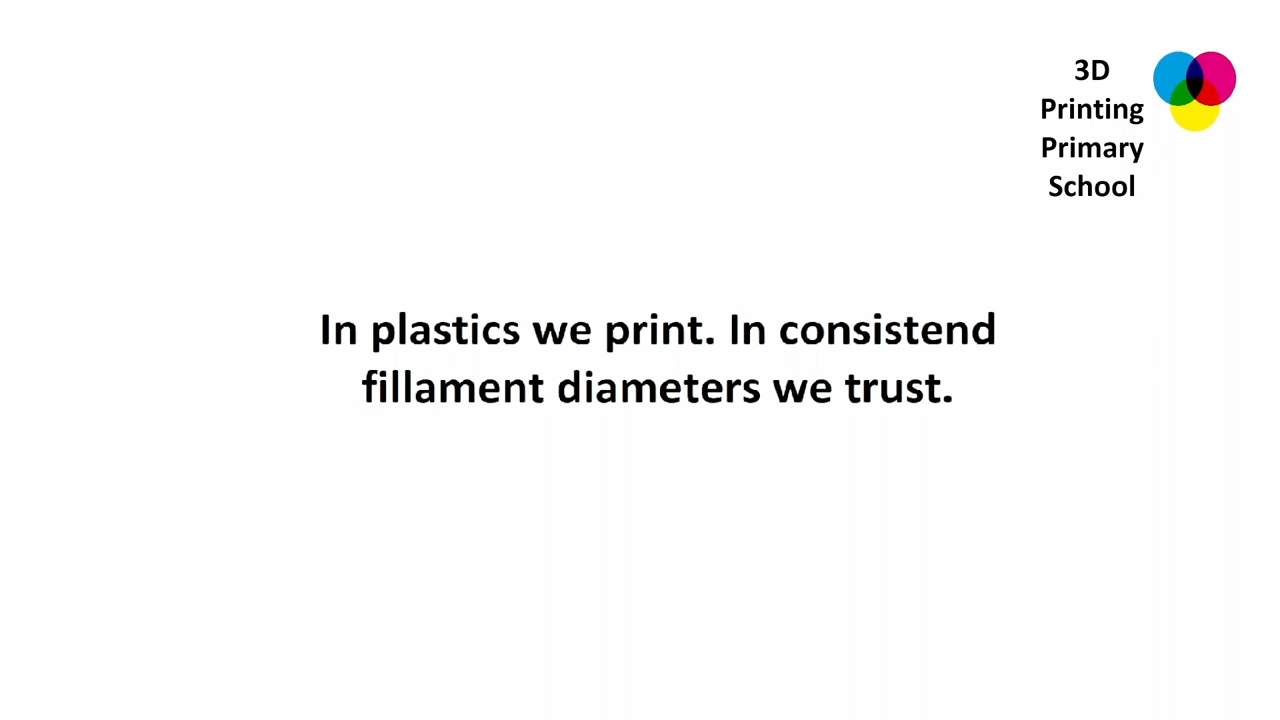 3D
Printing
Primary
School
In plastics we print. In consistend
fillament diameters we trust.